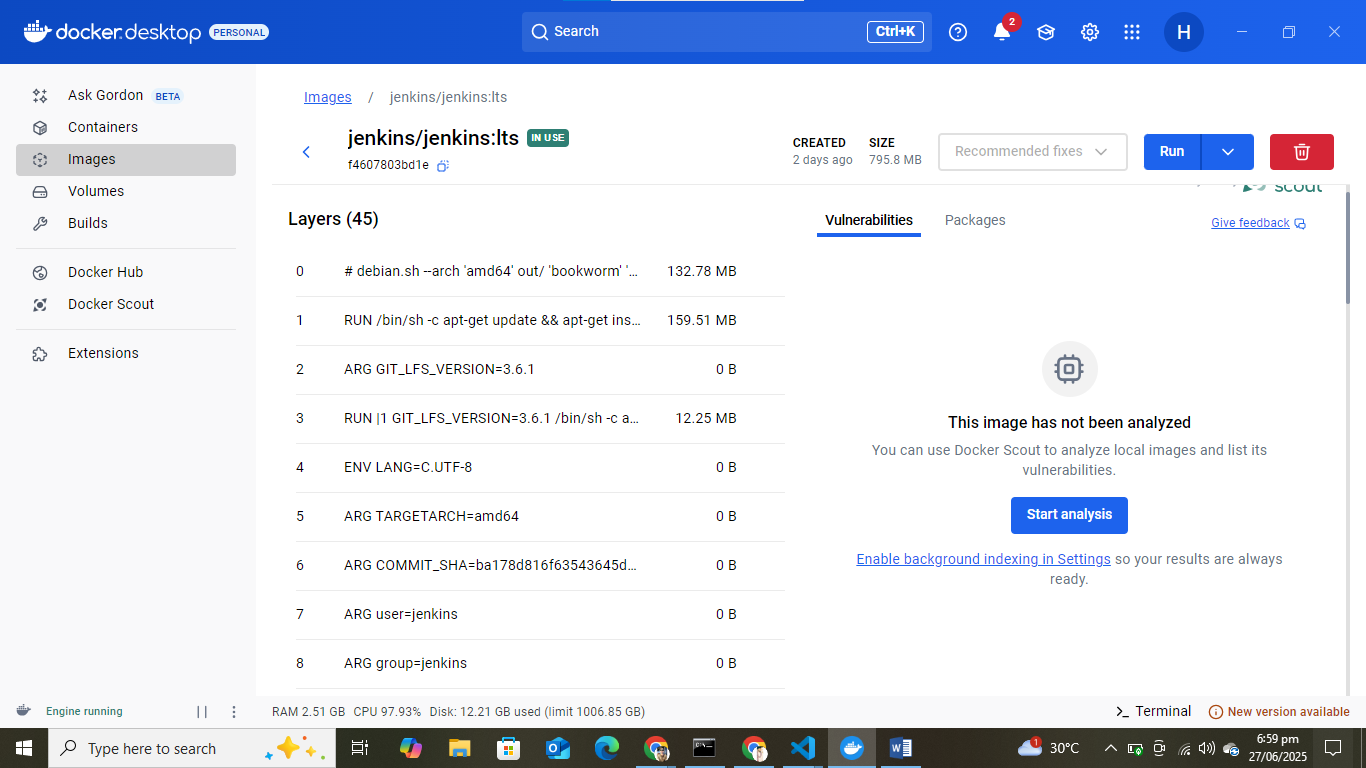 docker.desktop PERSONAL
Search
Ctrl+K
2
H
Ask Gordon BETA
Containers
Images
Volumes
Builds
Docker Hub
Docker Scout
Extensions
Images / jenkins/jenkins:lts
jenkins/jenkins:lts IN USE
f4607803bd1e
CREATED
2 days ago
SIZE
795.8 MB
Recommended fixes
Run
scout
Layers (45)
0 # debian.sh --arch 'amd64' out/ 'bookworm' '... 132.78 MB
1 RUN /bin/sh -c apt-get update && apt-get ins... 159.51 MB
2 ARG GIT_LFS_VERSION=3.6.1 0 B
3 RUN |1 GIT_LFS_VERSION=3.6.1 /bin/sh -c a... 12.25 MB
4 ENV LANG=C.UTF-8 0 B
5 ARG TARGETARCH=amd64 0 B
6 ARG COMMIT_SHA=ba178d816f63543645d... 0 B
7 ARG user=jenkins 0 B
8 ARG group=jenkins 0 B
Vulnerabilities
Packages
Give feedback
This image has not been analyzed
You can use Docker Scout to analyze local images and list its
vulnerabilities.
Start analysis
Enable background indexing in Settings so your results are always
ready.
Engine running
RAM 2.51 GB CPU 97.93% Disk: 12.21 GB used (limit 1006.85 GB)
Terminal
New version available
Type here to search
1
30°C
6:59 pm
27/06/2025